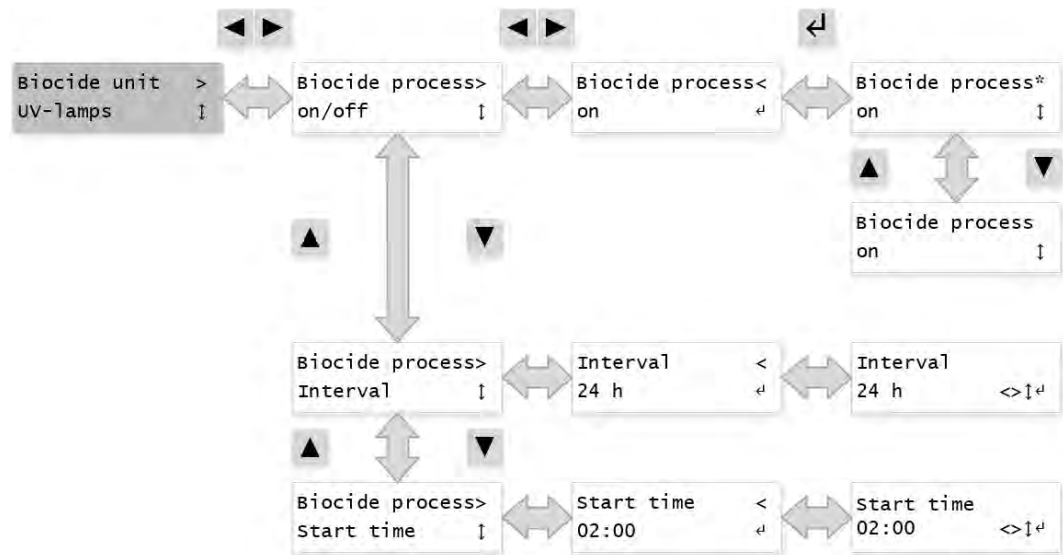 Biocide unit >
UV-lamps ↕
Biocide process>
on/off ↕
Biocide process<
on ↵
Biocide process*
on ↕
Biocide process
on ↕
Biocide process>
Interval ↕
Interval <
24 h ↵
Interval
24 h <>↕↵
Biocide process>
Start time ↕
Start time <
02:00 ↵
Start time
02:00 <>↕↵